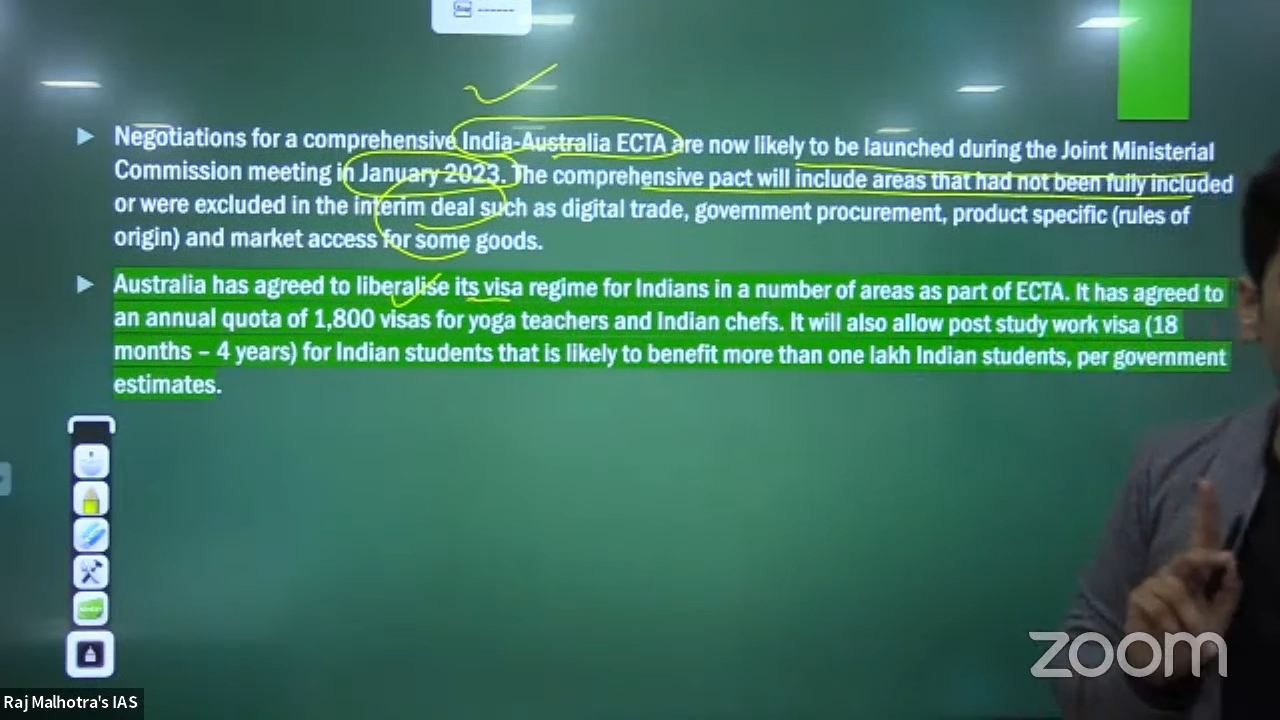 Negotiations for a comprehensive India-Australia ECTA are now likely to be launched during the Joint Ministerial
Commission meeting in January 2023. The comprehensive pact will include areas that had not been fully included
or were excluded in the interim deal such as digital trade, government procurement, product specific (rules of
origin) and market access for some goods.
Australia has agreed to liberalise its visa regime for Indians in a number of areas as part of ECTA. It has agreed to
an annual quota of 1,800 visas for yoga teachers and Indian chefs. It will also allow post study work visa (18
months – 4 years) for Indian students that is likely to benefit more than one lakh Indian students, per government
estimates.
zoom
Raj Malhotra's IAS